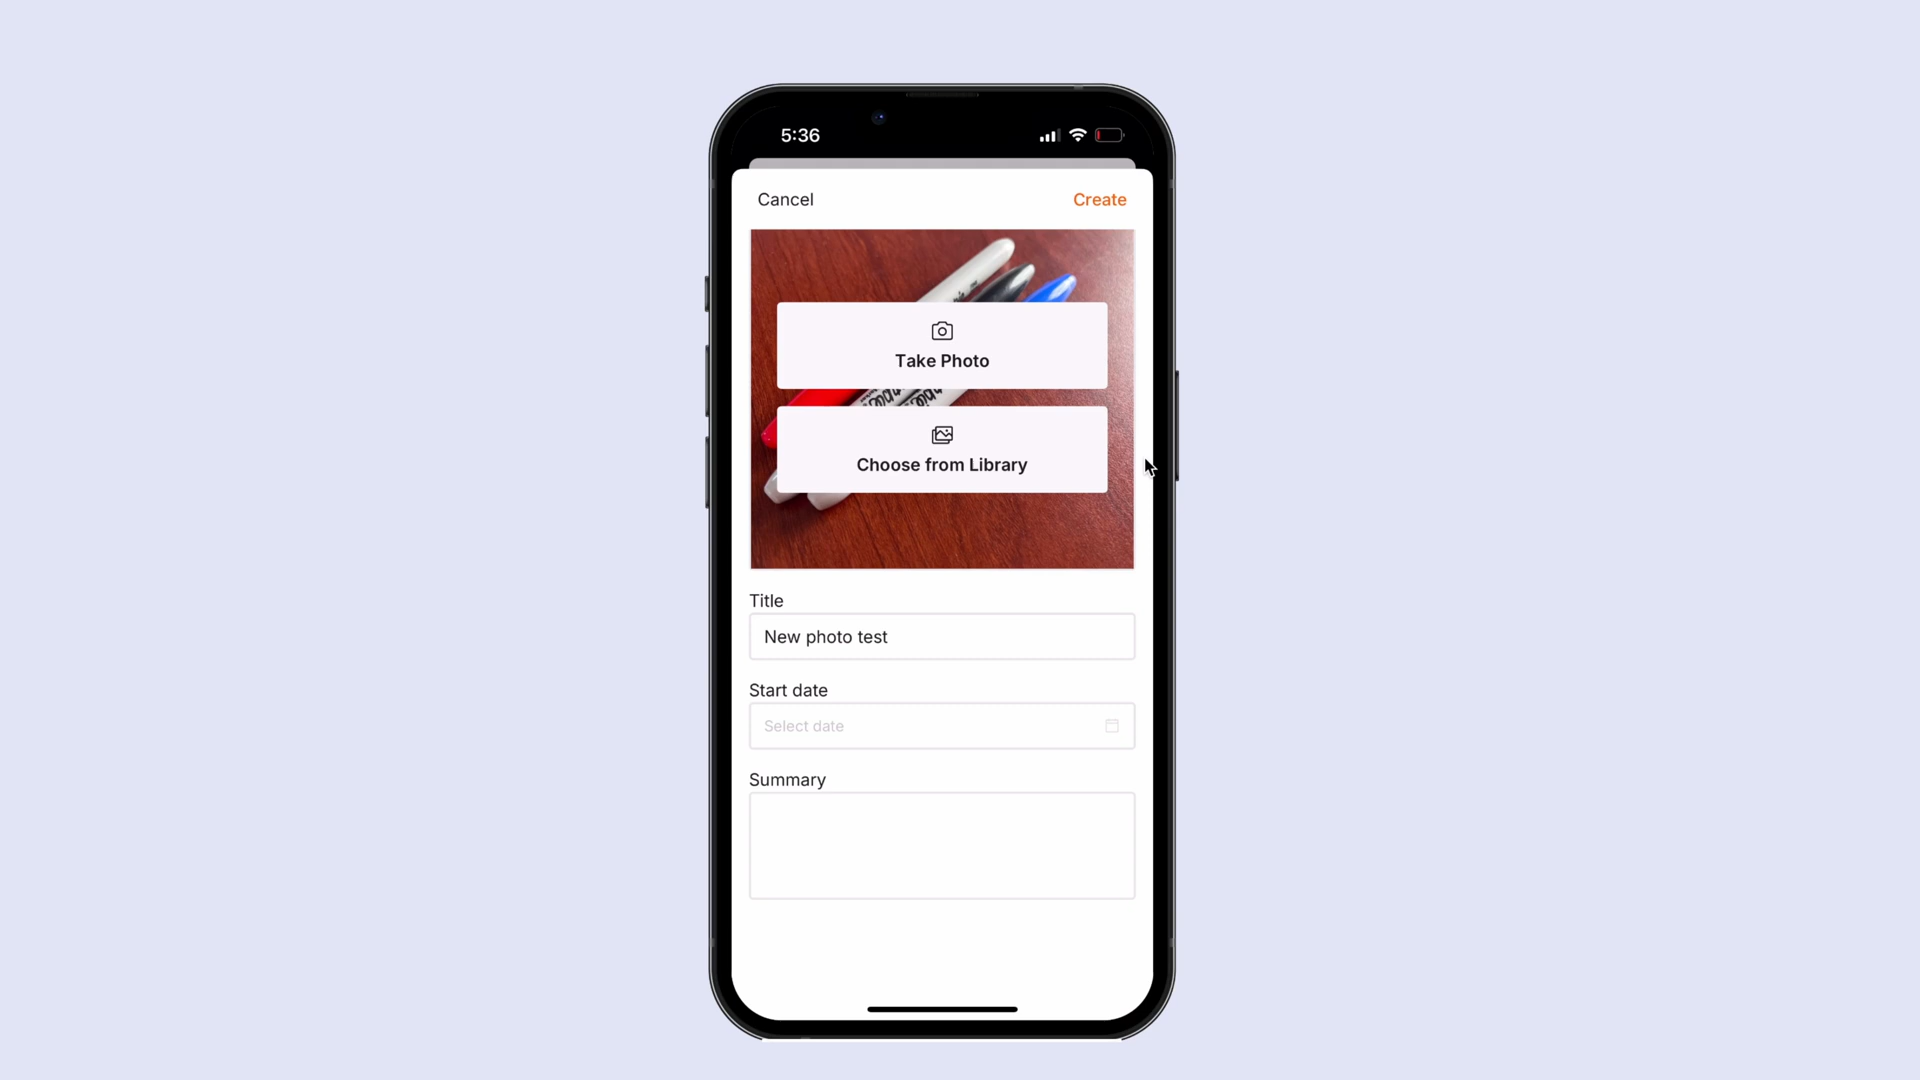 5:36
Cancel
Create
Take Photo
Choose from Library
Title
New photo test
Start date
Select date
Summary